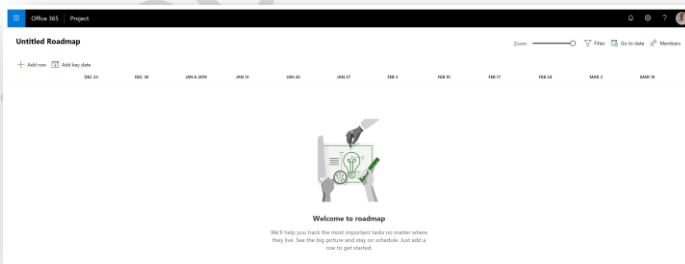 Office 365 Project
?
Untitled Roadmap
Zoom Filter Go to date Members
Add row Add key date
DEC 23 DEC 30 JAN 6 2019 JAN 13 JAN 20 JAN 27 FEB 3 FEB 10 FEB 17 FEB 24 MAR 3 MAR 10
Welcome to roadmap
We'll help you track the most important tasks no matter where
they live. See the big picture and stay on schedule. Just add a
row to get started.